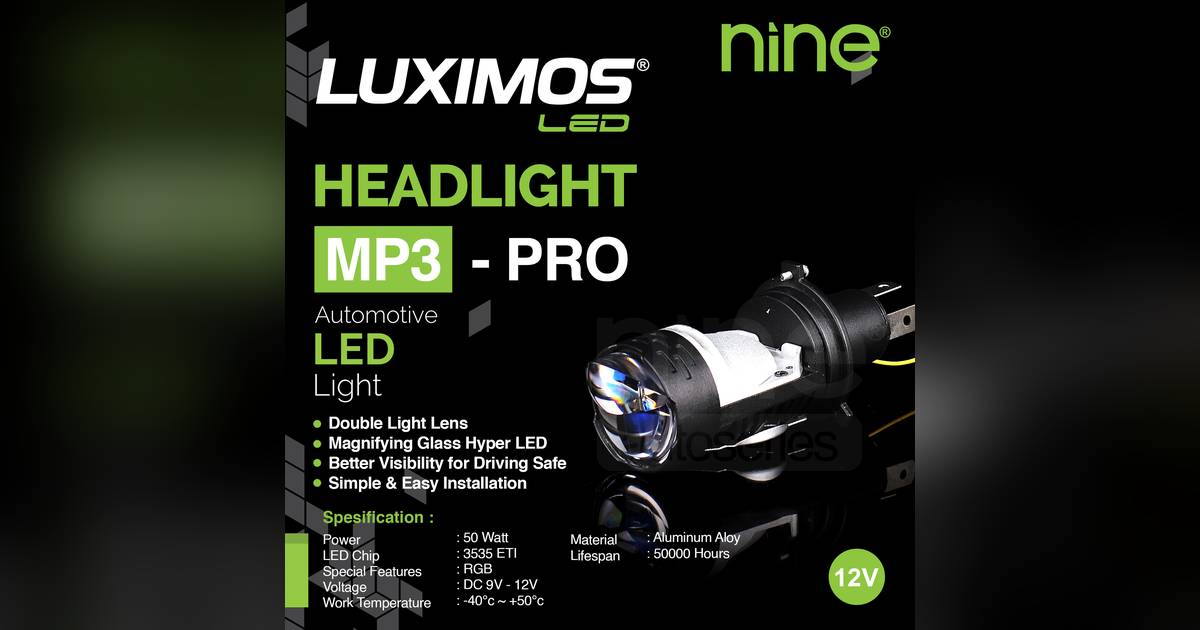 nine®
LUXIMOS®
LED
HEADLIGHT
MP3 - PRO
Automotive
LED
Light
Double Light Lens
Magnifying Glass Hyper LED
Better Visibility for Driving Safe
Simple & Easy Installation
Spesification :
Power : 50 Watt
LED Chip : 3535 ETI
Special Features : RGB
Voltage : DC 9V - 12V
Work Temperature : -40°c ~ +50°c
Material : Aluminum Aloy
Lifespan : 50000 Hours
nine
autoseries
12V